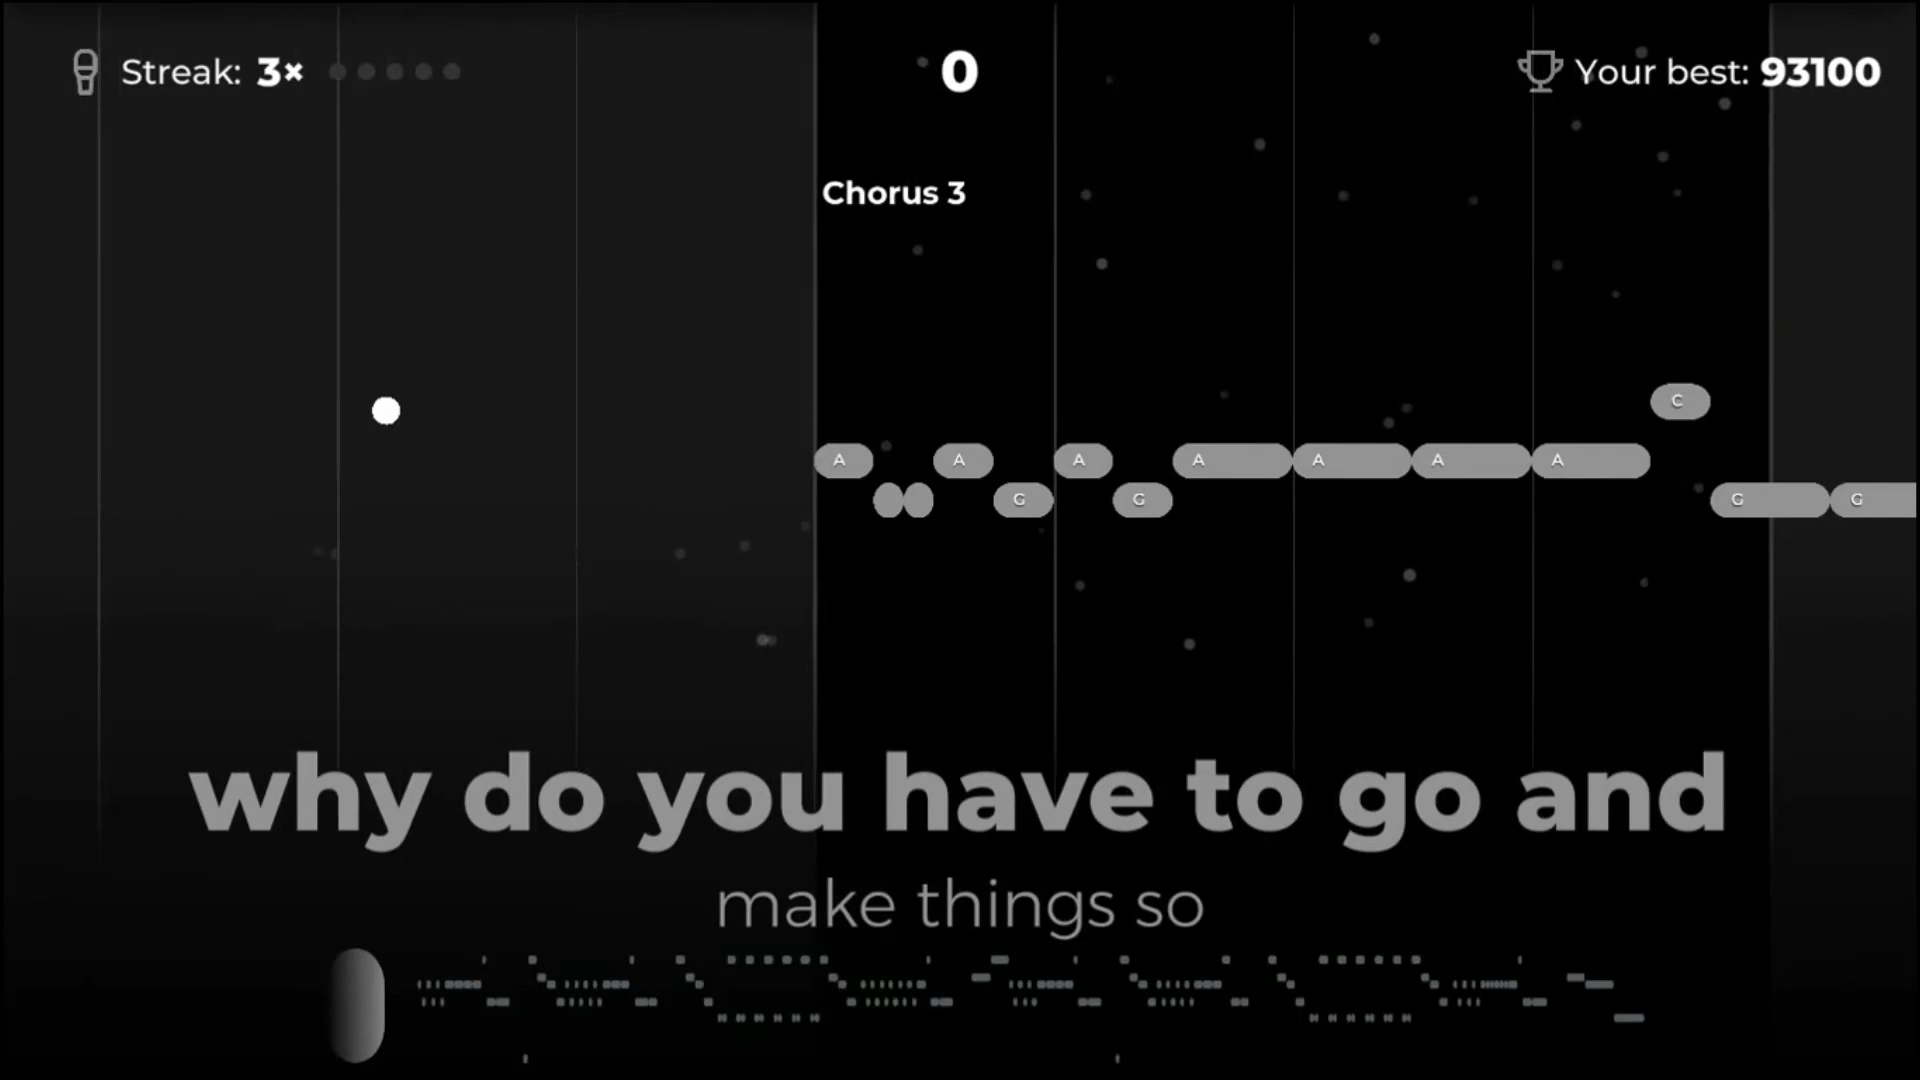 Streak: 3×
0
Your best: 93100
Chorus 3
C
A A A A A A A
G G G G
why do you have to go and
make things so